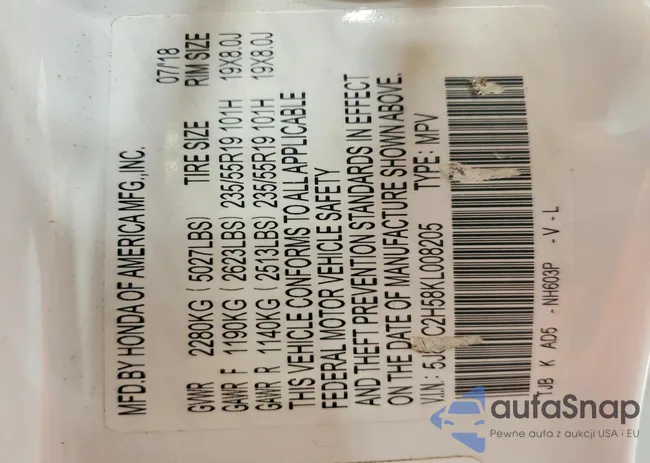 MFD.BY HONDA OF AMERICA MFG.,INC. 07/18
GVWR 2280KG ( 5027LBS) TIRE SIZE RIM SIZE
GAWR F 1190KG ( 2623LBS) 235/55R19 101H 19X8.0J
GAWR R 1140KG ( 2513LBS) 235/55R19 101H 19X8.0J
THIS VEHICLE CONFORMS TO ALL APPLICABLE
FEDERAL MOTOR VEHICLE SAFETY
AND THEFT PREVENTION STANDARDS IN EFFECT
ON THE DATE OF MANUFACTURE SHOWN ABOVE.
V.I.N.: TYPE: MPV
TJB K AD5 -NH603P -V-L
autaSnap
Pewne auta z aukcji USA i EU